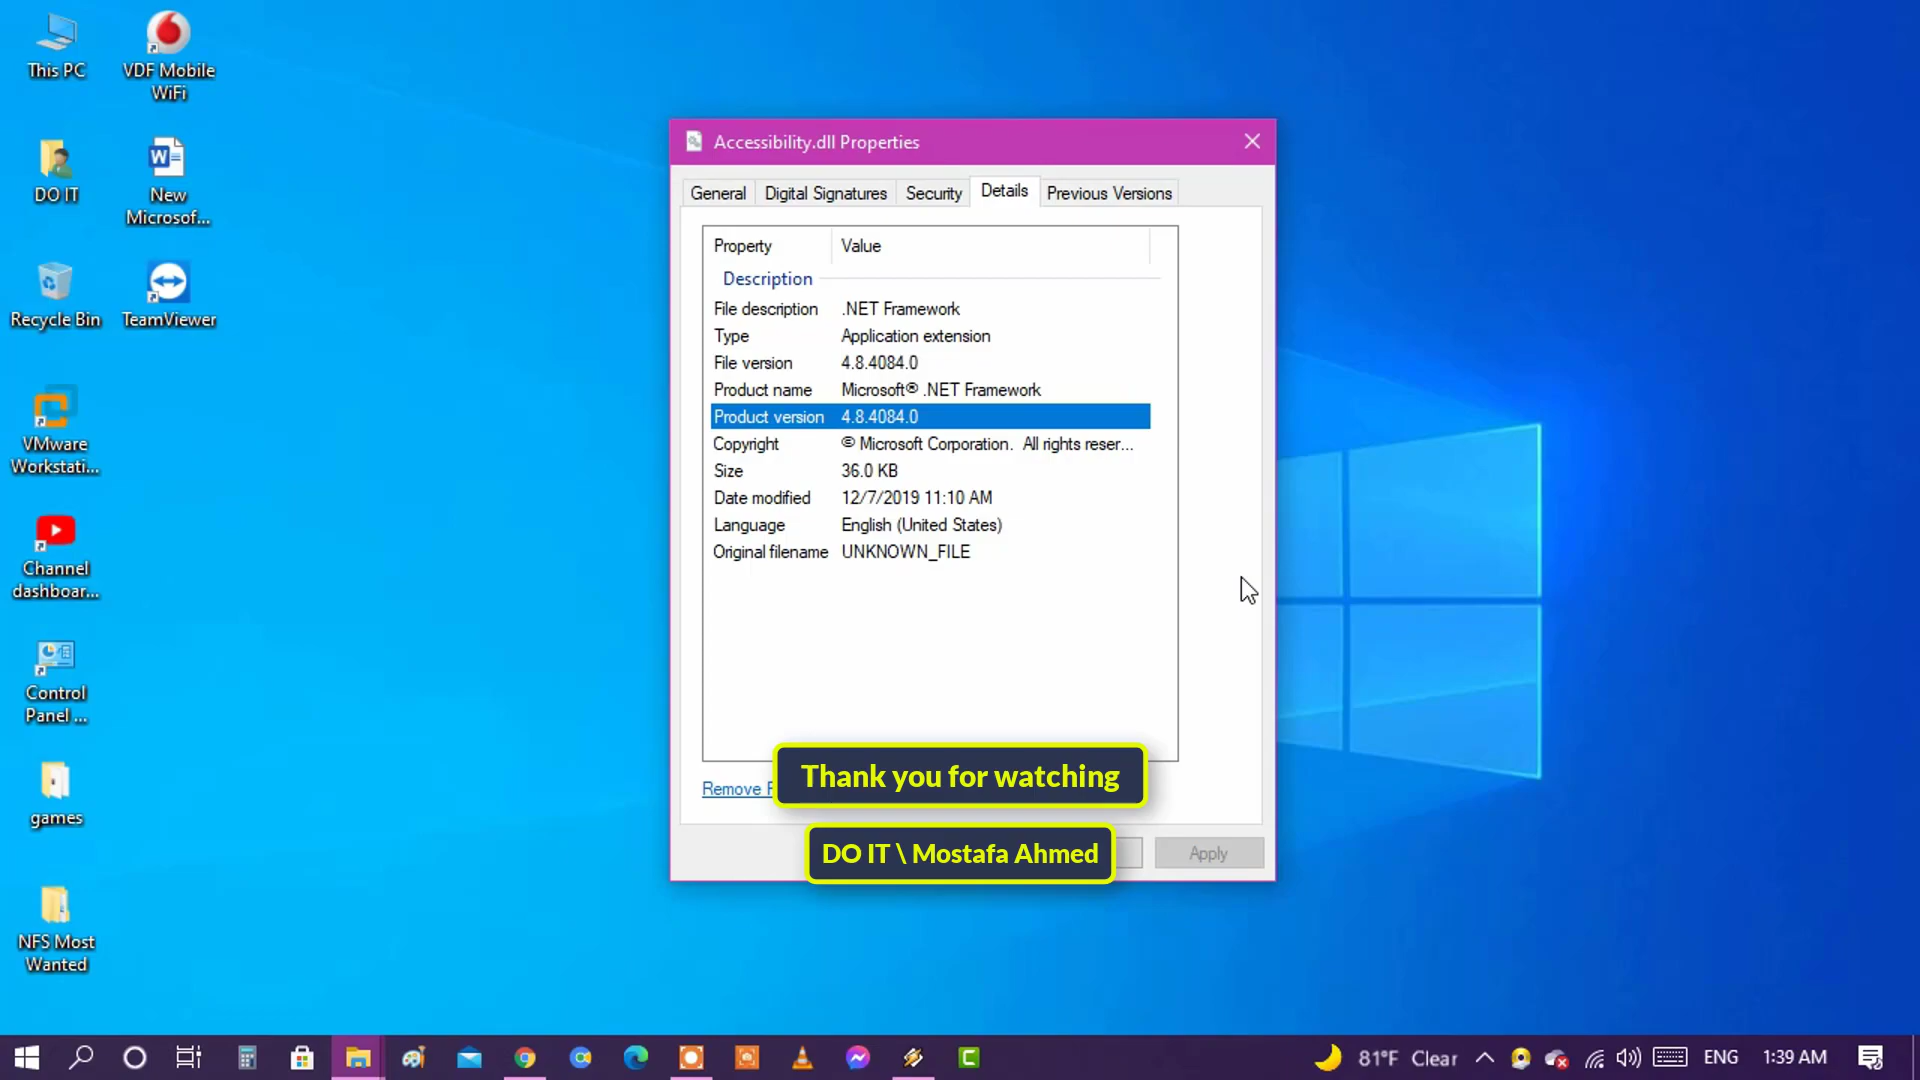 This PC
VDF Mobile
WiFi
DO IT
New
Microsof...
Recycle Bin
TeamViewer
VMware
Workstati...
Channel
dashboar...
Control
Panel ...
games
NFS Most
Wanted
Accessibility.dll Properties
General Digital Signatures Security Details Previous Versions
Property Value
Description
File description .NET Framework
Type Application extension
File version 4.8.4084.0
Product name Microsoft® .NET Framework
Product version 4.8.4084.0
Copyright © Microsoft Corporation. All rights reser...
Size 36.0 KB
Date modified 12/7/2019 11:10 AM
Language English (United States)
Original filename UNKNOWN_FILE
Remove
Thank you for watching
DO IT \ Mostafa Ahmed
Apply
81°F Clear ENG 1:39 AM